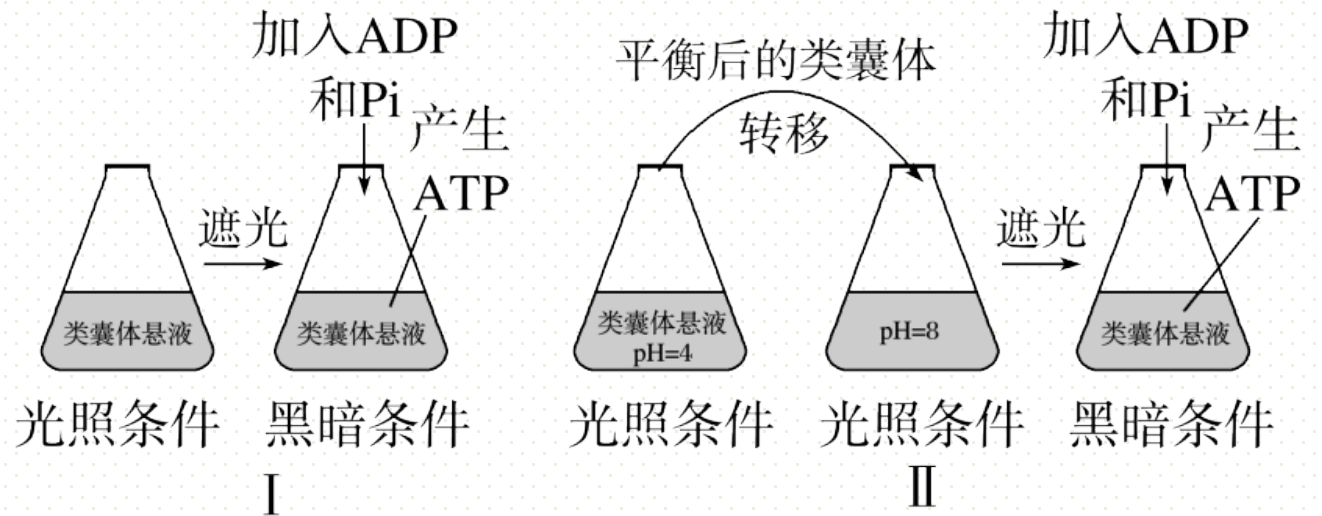 加入ADP
和Pi
产生
ATP
遮光
类囊体悬液
类囊体悬液
光照条件
黑暗条件
I
平衡后的类囊体
转移
加入ADP
和Pi
产生
ATP
遮光
类囊体悬液
pH=4
pH=8
类囊体悬液
光照条件
光照条件
黑暗条件
II